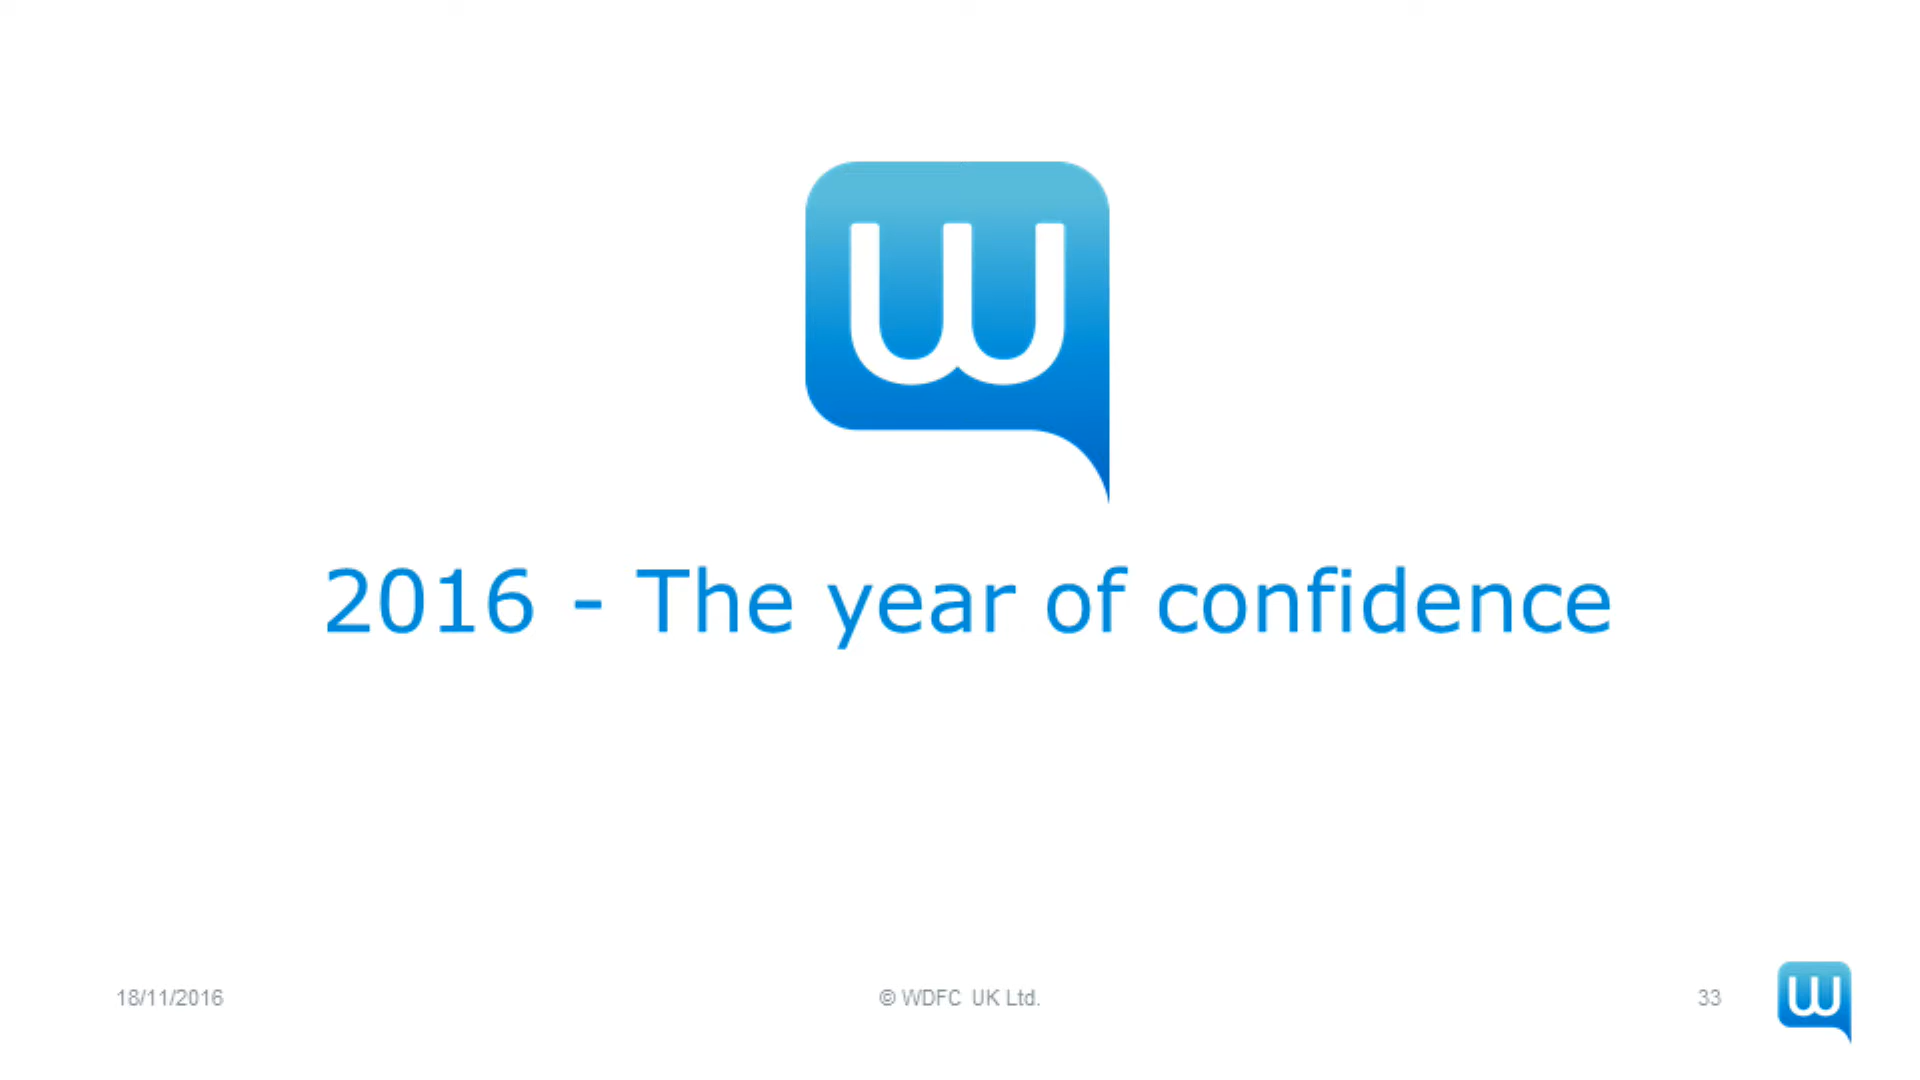 W
2016 - The year of confidence
18/11/2016
© WDFC UK Ltd.
33
W